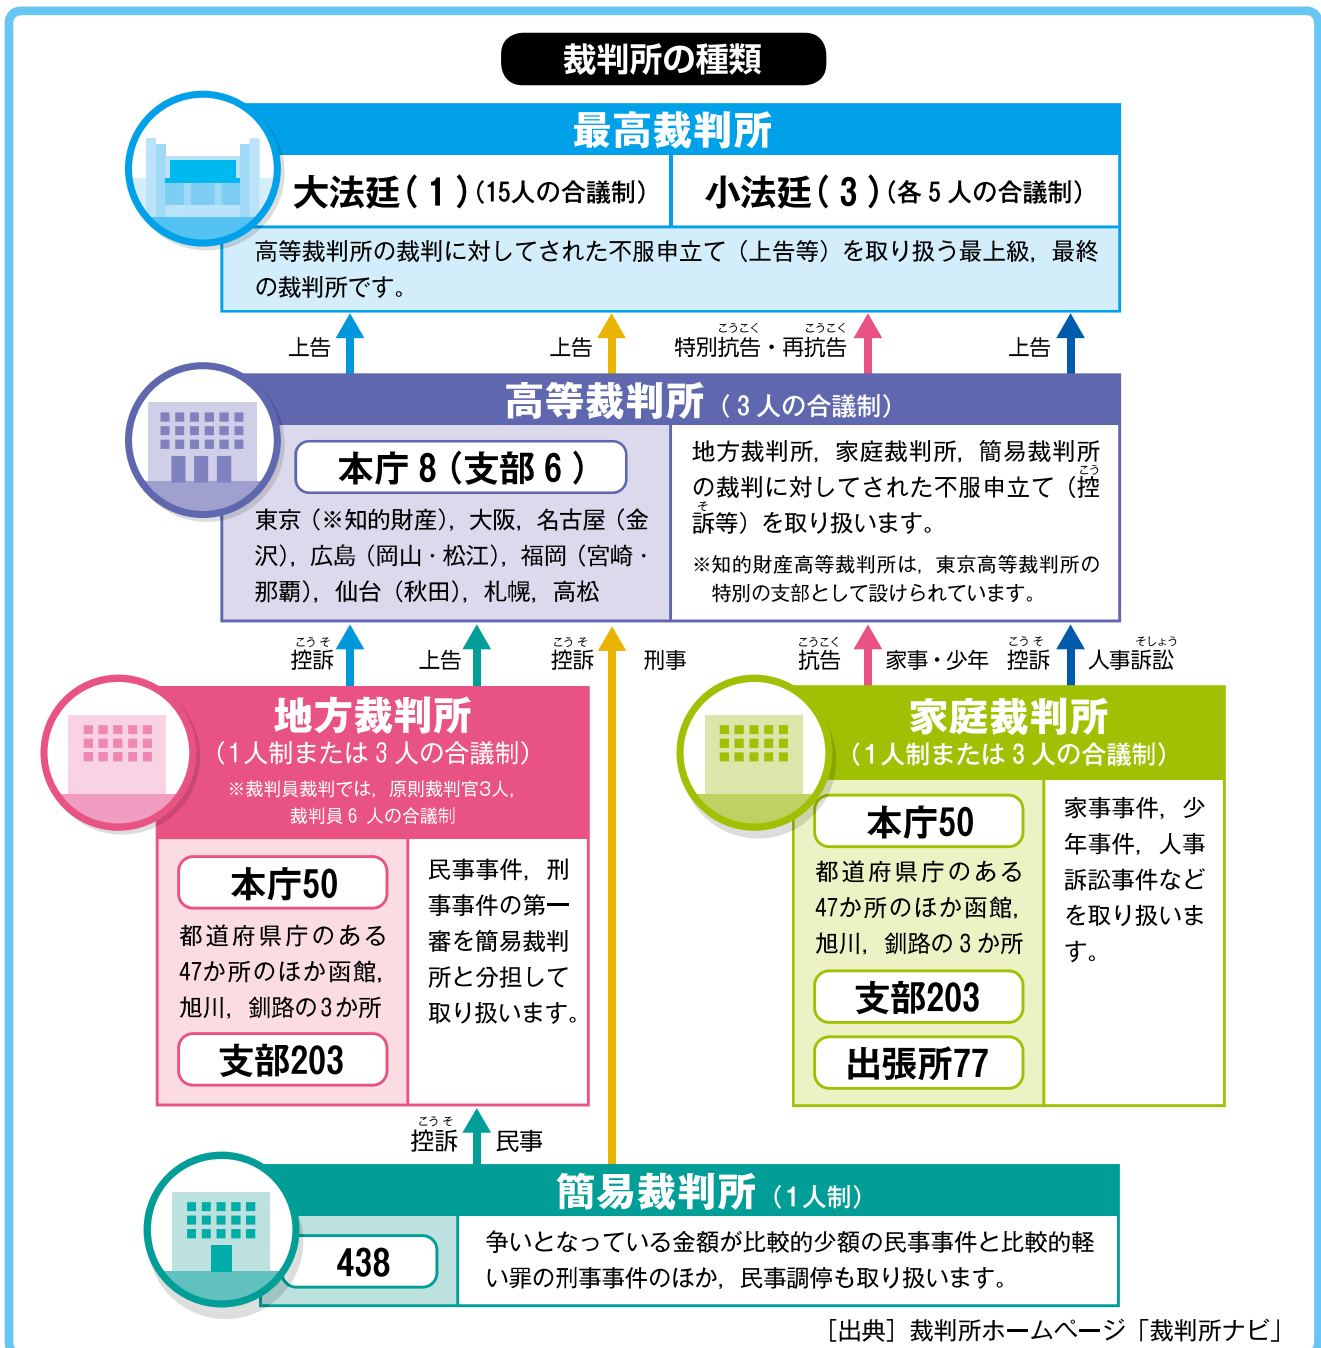 裁判所の種類
最高裁判所
大法廷(1)(15人の合議制)
小法廷(3)(各5人の合議制)
高等裁判所の裁判に対してされた不服申立て（上告等）を取り扱う最上級，最終
の裁判所です。
上告
上告
こうこく　こうこく
特別抗告・再抗告
上告
高等裁判所（3人の合議制）
本庁8（支部6）
東京（※知的財産），大阪，名古屋（金
沢），広島（岡山・松江），福岡（宮崎・
那覇），仙台（秋田），札幌，高松
地方裁判所，家庭裁判所，簡易裁判所
こう
の裁判に対してされた不服申立て（控
そ
訴等）を取り扱います。
※知的財産高等裁判所は，東京高等裁判所の
特別の支部として設けられています。
こうそ
控訴
上告
こうそ
控訴
刑事
こうこく
抗告
家事・少年
こうそ
控訴
そしょう
人事訴訟
地方裁判所
（1人制または3人の合議制）
※裁判員裁判では，原則裁判官3人，
裁判員6人の合議制
本庁50
都道府県庁のある
47か所のほか函館，
旭川，釧路の3か所
支部203
民事事件，刑
事事件の第一
審を簡易裁判
所と分担して
取り扱います。
家庭裁判所
（1人制または3人の合議制）
本庁50
都道府県庁のある
47か所のほか函館，
旭川，釧路の3か所
支部203
出張所77
家事事件，少
年事件，人事
訴訟事件など
を取り扱いま
す。
こうそ
控訴
民事
簡易裁判所（1人制）
438
争いとなっている金額が比較的少額の民事事件と比較的軽
い罪の刑事事件のほか，民事調停も取り扱います。
［出典］裁判所ホームページ「裁判所ナビ」